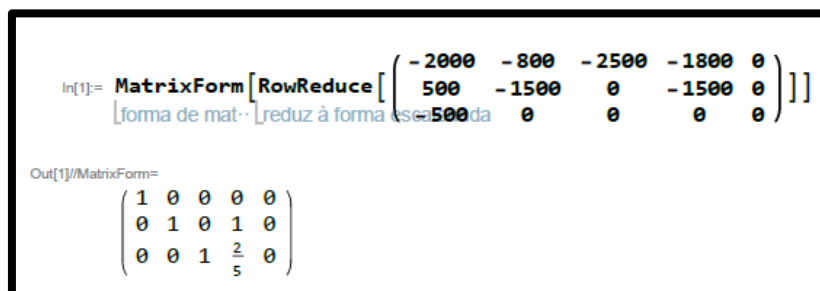 In[1]:= MatrixForm[RowReduce[( -2000 -800 -2500 -1800 0
500 -1500 0 -1500 0
-500 0 0 0 0 )]]
forma de mat·· reduz à forma escalonada
Out[1]//MatrixForm=
( 1 0 0 0 0
0 1 0 1 0
0 0 1 2/5 0 )